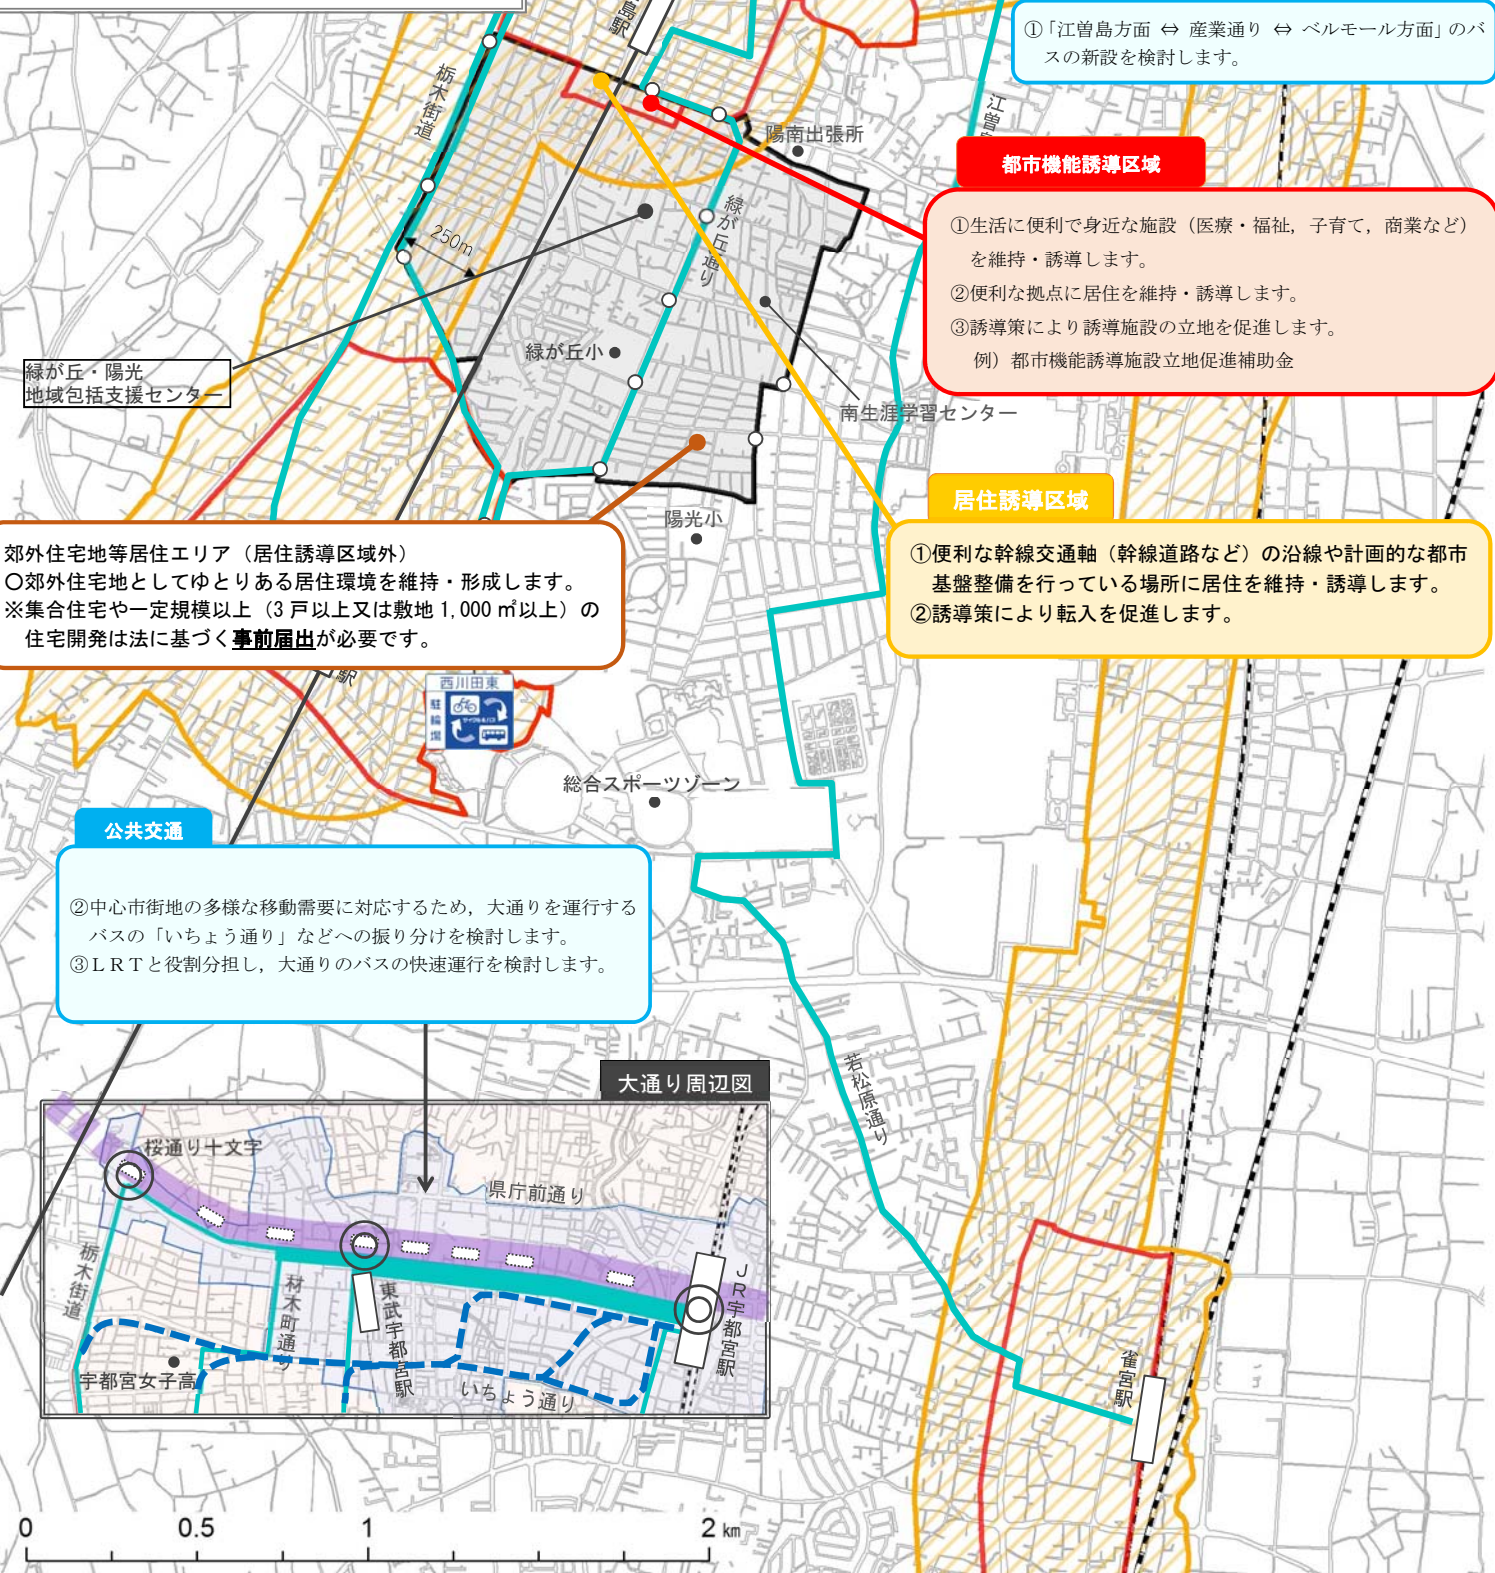 ①「江曽島方面 ⇔ 産業通り ⇔ ベルモール方面」のバ
スの新設を検討します。
栃木街道
陽南出張所
都市機能誘導区域
①生活に便利で身近な施設（医療・福祉，子育て，商業など）
を維持・誘導します。
②便利な拠点に居住を維持・誘導します。
③誘導策により誘導施設の立地を促進します。
例）都市機能誘導施設立地促進補助金
緑が丘通り
250m
緑が丘小
緑が丘・陽光
地域包括支援センター
南生涯学習センター
陽光小
居住誘導区域
①便利な幹線交通軸（幹線道路など）の沿線や計画的な都市
基盤整備を行っている場所に居住を維持・誘導します。
②誘導策により転入を促進します。
郊外住宅地等居住エリア（居住誘導区域外）
○郊外住宅地としてゆとりある居住環境を維持・形成します。
※集合住宅や一定規模以上（3戸以上又は敷地1,000㎡以上）の
住宅開発は法に基づく事前届出が必要です。
駅
西川田東
駐輪場
サイクル&バス
総合スポーツゾーン
公共交通
②中心市街地の多様な移動需要に対応するため，大通りを運行する
バスの「いちょう通り」などへの振り分けを検討します。
③ＬＲＴと役割分担し，大通りのバスの快速運行を検討します。
若松原通り
大通り周辺図
桜通り十文字
県庁前通り
栃木街道
材木町通り
東武宇都宮駅
ＪＲ宇都宮駅
宇都宮女子高
いちょう通り
雀宮駅
0 0.5 1 2 km